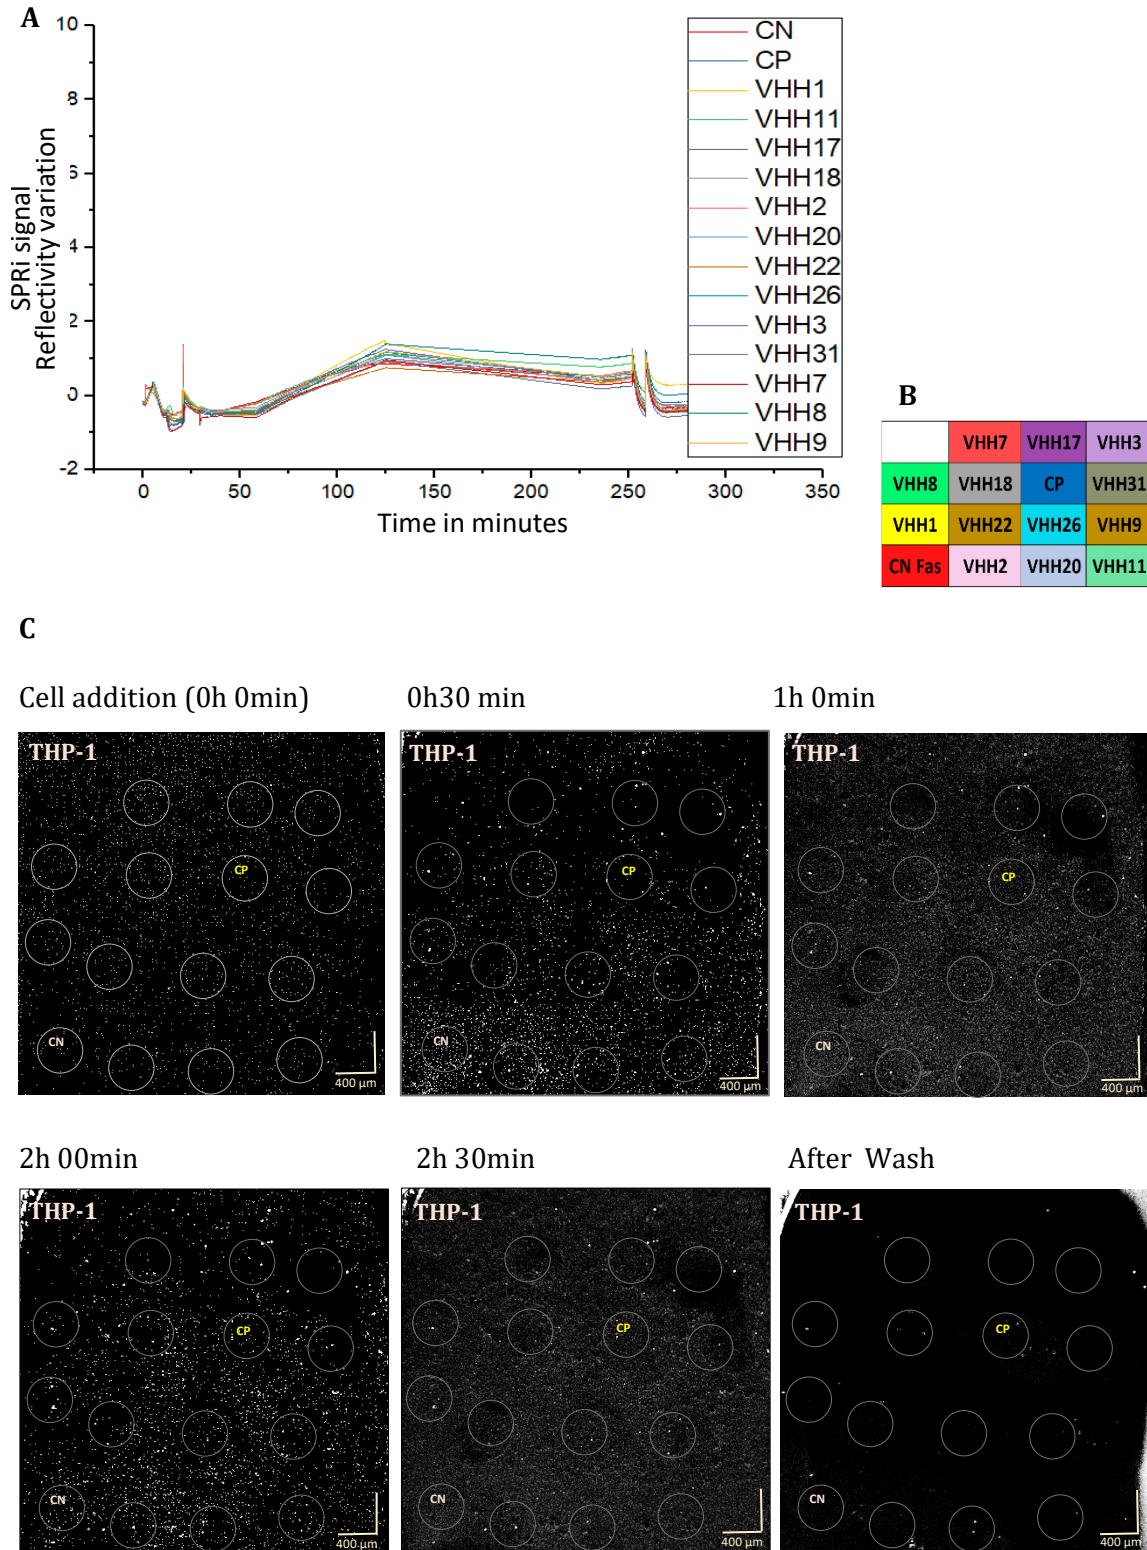 A
10
8
6
4
2
0
-2
SPRi signal
Reflectivity variation
0
50
100
150
200
250
300
350
Time in minutes
CN
CP
VHH1
VHH11
VHH17
VHH18
VHH2
VHH20
VHH22
VHH26
VHH3
VHH31
VHH7
VHH8
VHH9
B
VHH7 VHH17 VHH3
VHH8 VHH18 CP VHH31
VHH1 VHH22 VHH26 VHH9
CN Fas VHH2 VHH20 VHH11
C
Cell addition (0h 0min)
THP-1
CP
CN
400 µm
0h30 min
THP-1
CP
CN
400 µm
1h 0min
THP-1
CP
CN
400 µm
2h 00min
THP-1
CP
CN
400 µm
2h 30min
THP-1
CP
CN
400 µm
After Wash
THP-1
CP
CN
400 µm